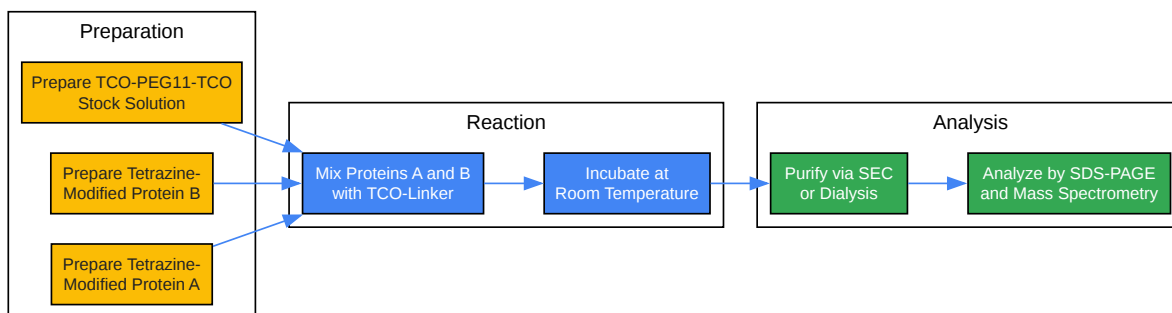 Preparation
Prepare TCO-PEG11-TCO
Stock Solution
Prepare Tetrazine-
Modified Protein B
Prepare Tetrazine-
Modified Protein A
Reaction
Mix Proteins A and B
with TCO-Linker
Incubate at
Room Temperature
Analysis
Purify via SEC
or Dialysis
Analyze by SDS-PAGE
and Mass Spectrometry